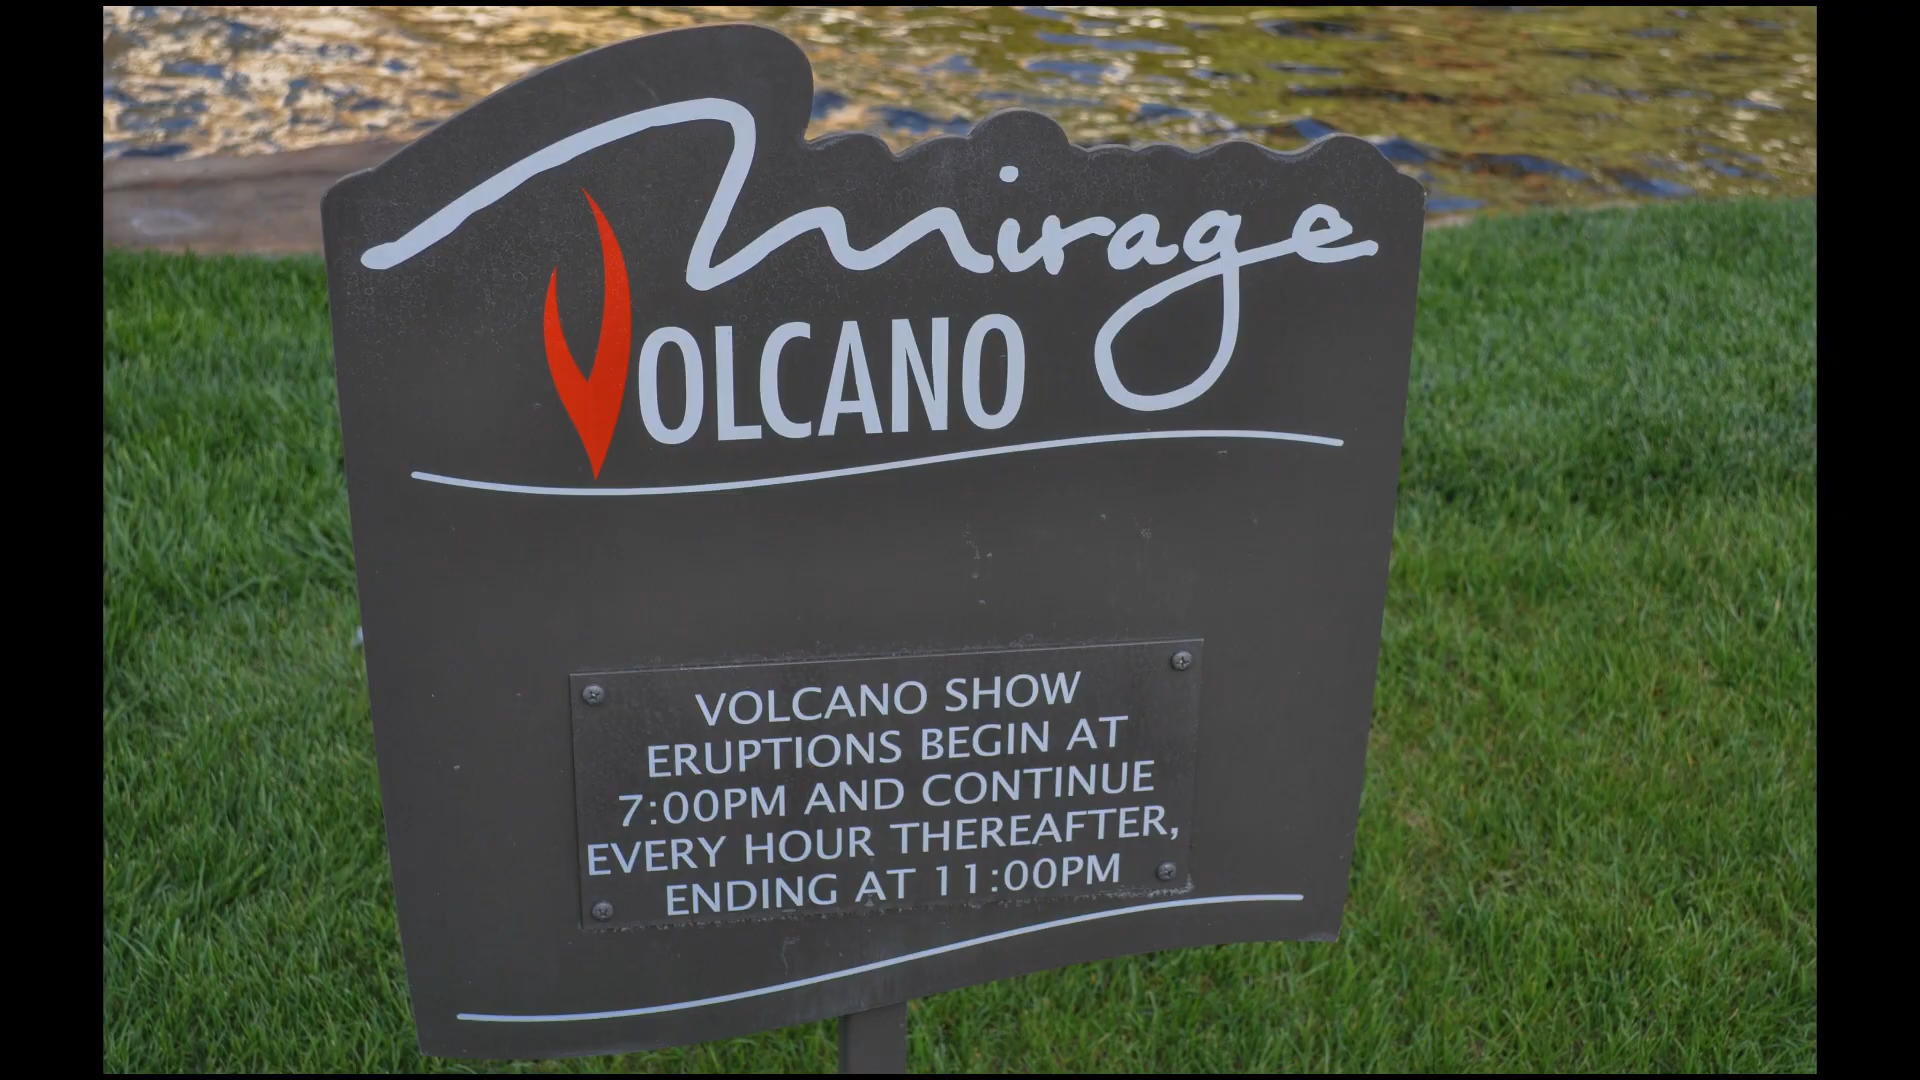 mirage
VOLCANO
VOLCANO SHOW
ERUPTIONS BEGIN AT
7:00PM AND CONTINUE
EVERY HOUR THEREAFTER,
ENDING AT 11:00PM